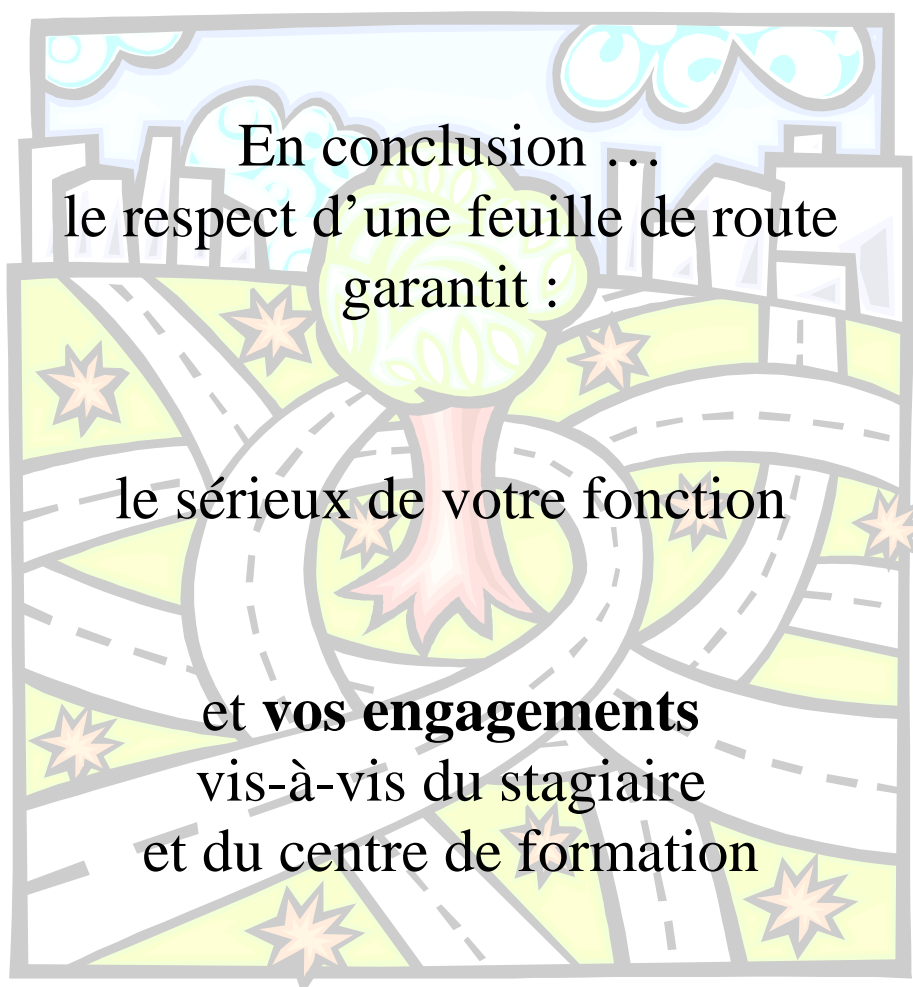 En conclusion …
le respect d’une feuille de route
garantit :
le sérieux de votre fonction
et vos engagements
vis-à-vis du stagiaire
et du centre de formation